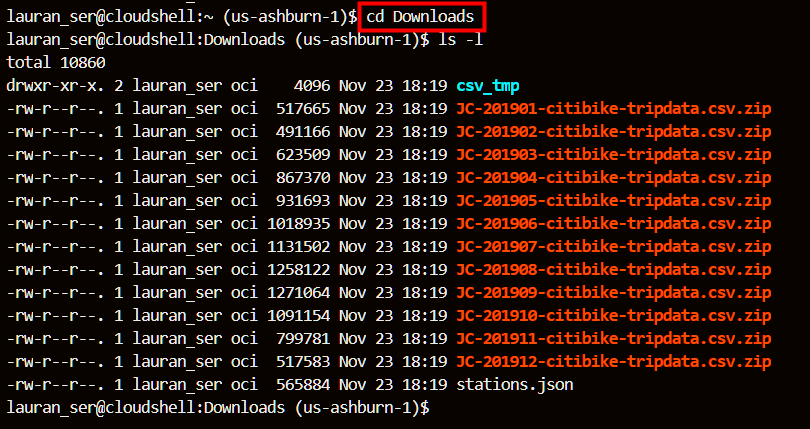 lauran_ser@cloudshell:~ (us-ashburn-1)$ cd Downloads
lauran_ser@cloudshell:Downloads (us-ashburn-1)$ ls -l
total 10860
drwxr-xr-x. 2 lauran_ser oci    4096 Nov 23 18:19 csv_tmp
-rw-r--r--. 1 lauran_ser oci  517665 Nov 23 18:19 JC-201901-citibike-tripdata.csv.zip
-rw-r--r--. 1 lauran_ser oci  491166 Nov 23 18:19 JC-201902-citibike-tripdata.csv.zip
-rw-r--r--. 1 lauran_ser oci  623509 Nov 23 18:19 JC-201903-citibike-tripdata.csv.zip
-rw-r--r--. 1 lauran_ser oci  867370 Nov 23 18:19 JC-201904-citibike-tripdata.csv.zip
-rw-r--r--. 1 lauran_ser oci  931693 Nov 23 18:19 JC-201905-citibike-tripdata.csv.zip
-rw-r--r--. 1 lauran_ser oci 1018935 Nov 23 18:19 JC-201906-citibike-tripdata.csv.zip
-rw-r--r--. 1 lauran_ser oci 1131502 Nov 23 18:19 JC-201907-citibike-tripdata.csv.zip
-rw-r--r--. 1 lauran_ser oci 1258122 Nov 23 18:19 JC-201908-citibike-tripdata.csv.zip
-rw-r--r--. 1 lauran_ser oci 1271064 Nov 23 18:19 JC-201909-citibike-tripdata.csv.zip
-rw-r--r--. 1 lauran_ser oci 1091154 Nov 23 18:19 JC-201910-citibike-tripdata.csv.zip
-rw-r--r--. 1 lauran_ser oci  799781 Nov 23 18:19 JC-201911-citibike-tripdata.csv.zip
-rw-r--r--. 1 lauran_ser oci  517583 Nov 23 18:19 JC-201912-citibike-tripdata.csv.zip
-rw-r--r--. 1 lauran_ser oci  565884 Nov 23 18:19 stations.json
lauran_ser@cloudshell:Downloads (us-ashburn-1)$